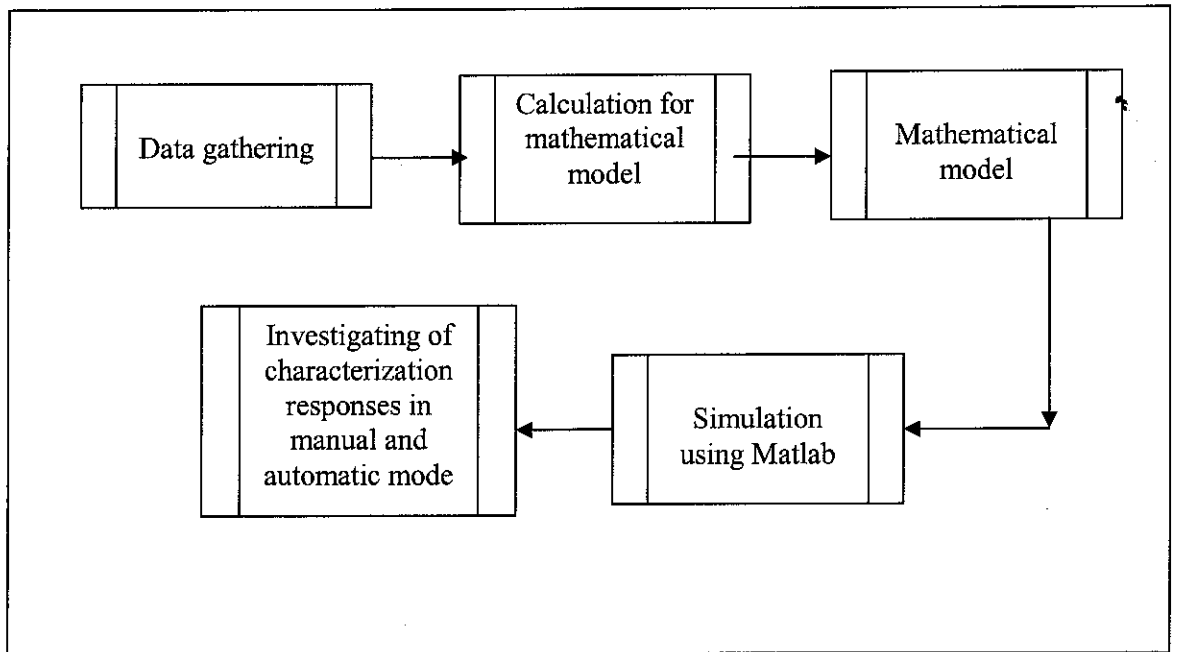 Data gathering
Calculation for
mathematical
model
Mathematical
model
Simulation
using Matlab
Investigating of
characterization
responses in
manual and
automatic mode